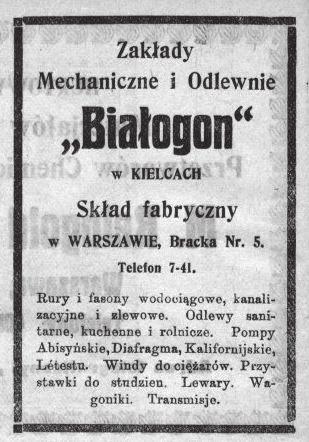 Zakłady
Mechaniczne i Odlewnie
„Białogon“
w KIELCACH
Skład fabryczny
w WARSZAWIE, Bracka Nr. 5.
Telefon 7-41.
Rury i fasony wodociągowe, kanali-
zacyjne i zlewowe. Odlewy sani-
tarne, kuchenne i rolnicze. Pompy
Abisyńskie, Diafragma, Kalifornijskie,
Létestu. Windy do ciężarów. Przy-
stawki do studzien. Lewary. Wa-
goniki. Transmisje.